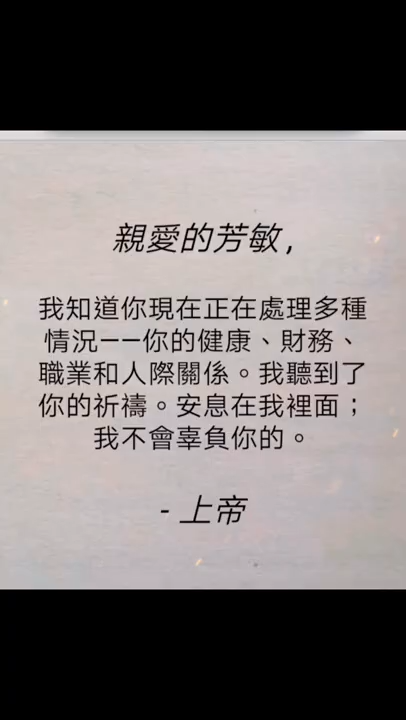 親愛的芳敏,
我知道你現在正在處理多種
情況——你的健康、財務、
職業和人際關係。我聽到了
你的祈禱。安息在我裡面；
我不會辜負你的。
- 上帝